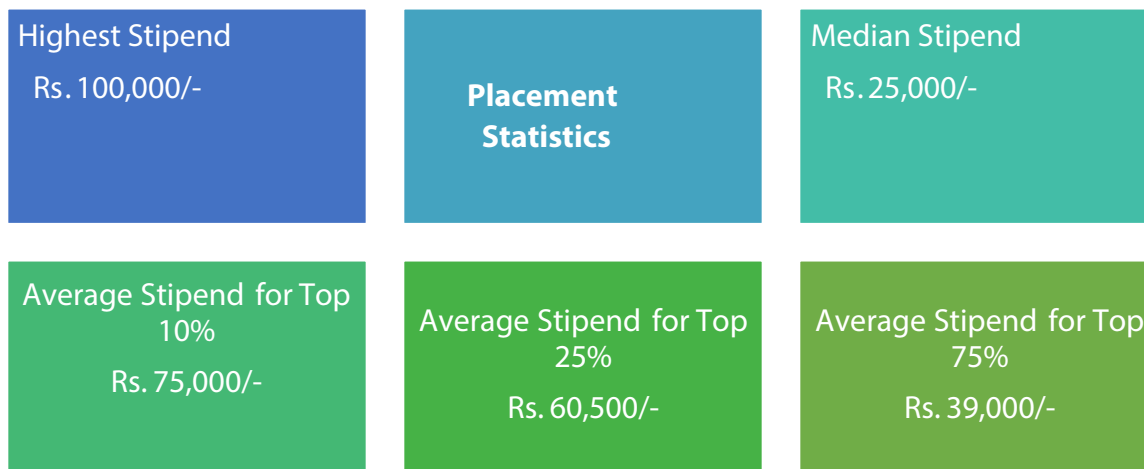 Highest Stipend
Rs. 100,000/-
Placement
Statistics
Median Stipend
Rs. 25,000/-
Average Stipend for Top
10%
Rs. 75,000/-
Average Stipend for Top
25%
Rs. 60,500/-
Average Stipend for Top
75%
Rs. 39,000/-